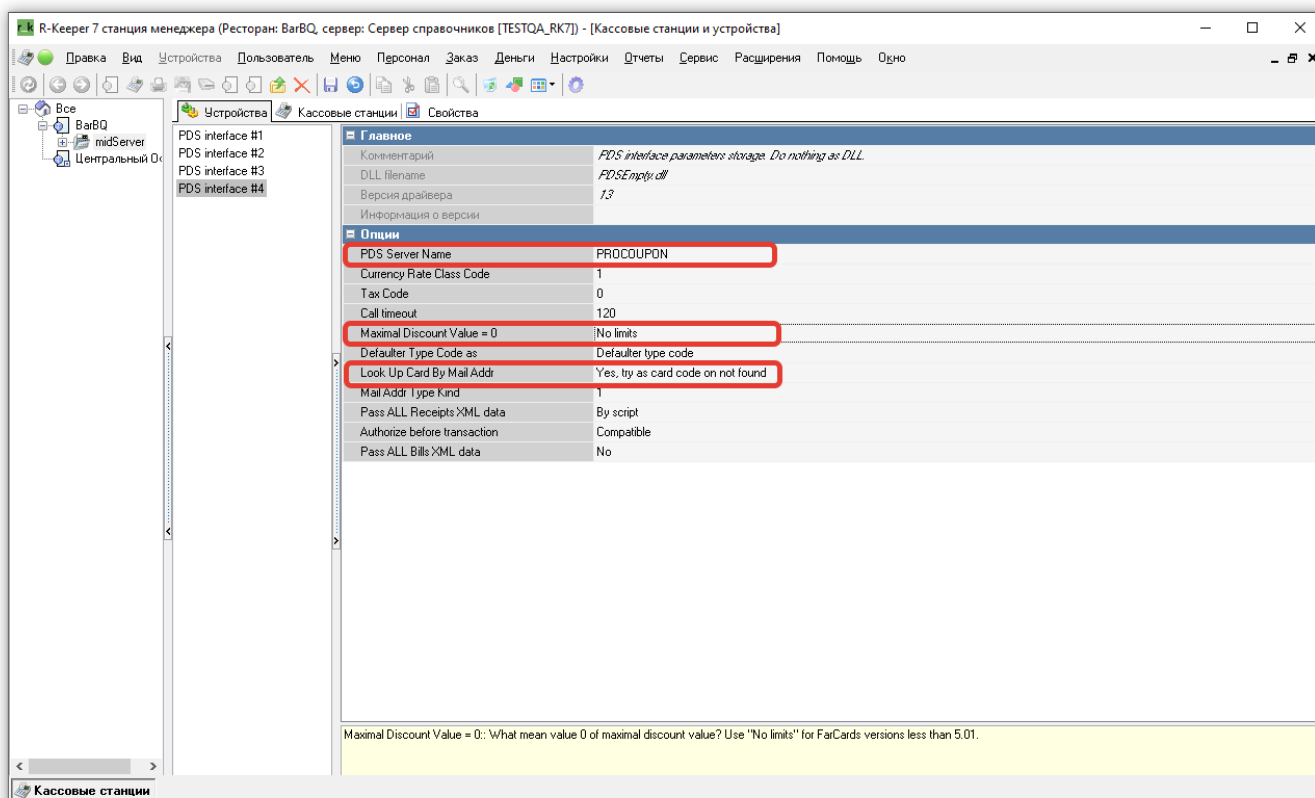 R-Keeper 7 станция менеджера (Ресторан: BarBQ, сервер: Сервер справочников [TESTQA_RK7]) - [Кассовые станции и устройства]
Правка Вид Устройства Пользователь Меню Персонал Заказ Деньги Настройки Отчеты Сервис Расширения Помощь Окно
Все
BarBQ
midServer
Центральный О
Устройства Кассовые станции Свойства
PDS interface #1
PDS interface #2
PDS interface #3
PDS interface #4
Главное
Комментарий PDS interface parameters storage. Do nothing as DLL.
DLL filename PDSEmpty.dll
Версия драйвера 13
Информация о версии
Опции
PDS Server Name PROCOUPON
Currency Rate Class Code 1
Tax Code 0
Call timeout 120
Maximal Discount Value = 0 No limits
Defaulter Type Code as Defaulter type code
Look Up Card By Mail Addr Yes, try as card code on not found
Mail Addr Type Kind 1
Pass ALL Receipts XML data By script
Authorize before transaction Compatible
Pass ALL Bills XML data No
Maximal Discount Value = 0:: What mean value 0 of maximal discount value? Use "No limits" for FarCards versions less than 5.01.
Кассовые станции